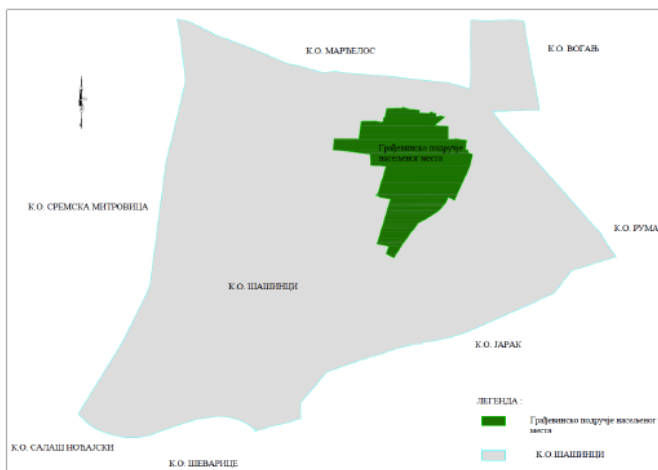 К.О. МАРЂЕЛОС
К.О. ВОГАЊ
Грађевинско подручје
насељеног места
К.О. СРЕМСКА МИТРОВИЦА
К.О. РУМА
К.О. ШАШИНЦИ
К.О. ЈАРАК
ЛЕГЕНДА :
Грађевинско подручје насељеног
места
К.О. САЛАШ НОЋАЈСКИ
К.О. ШАШИНЦИ
К.О. ШЕВАРИЦЕ